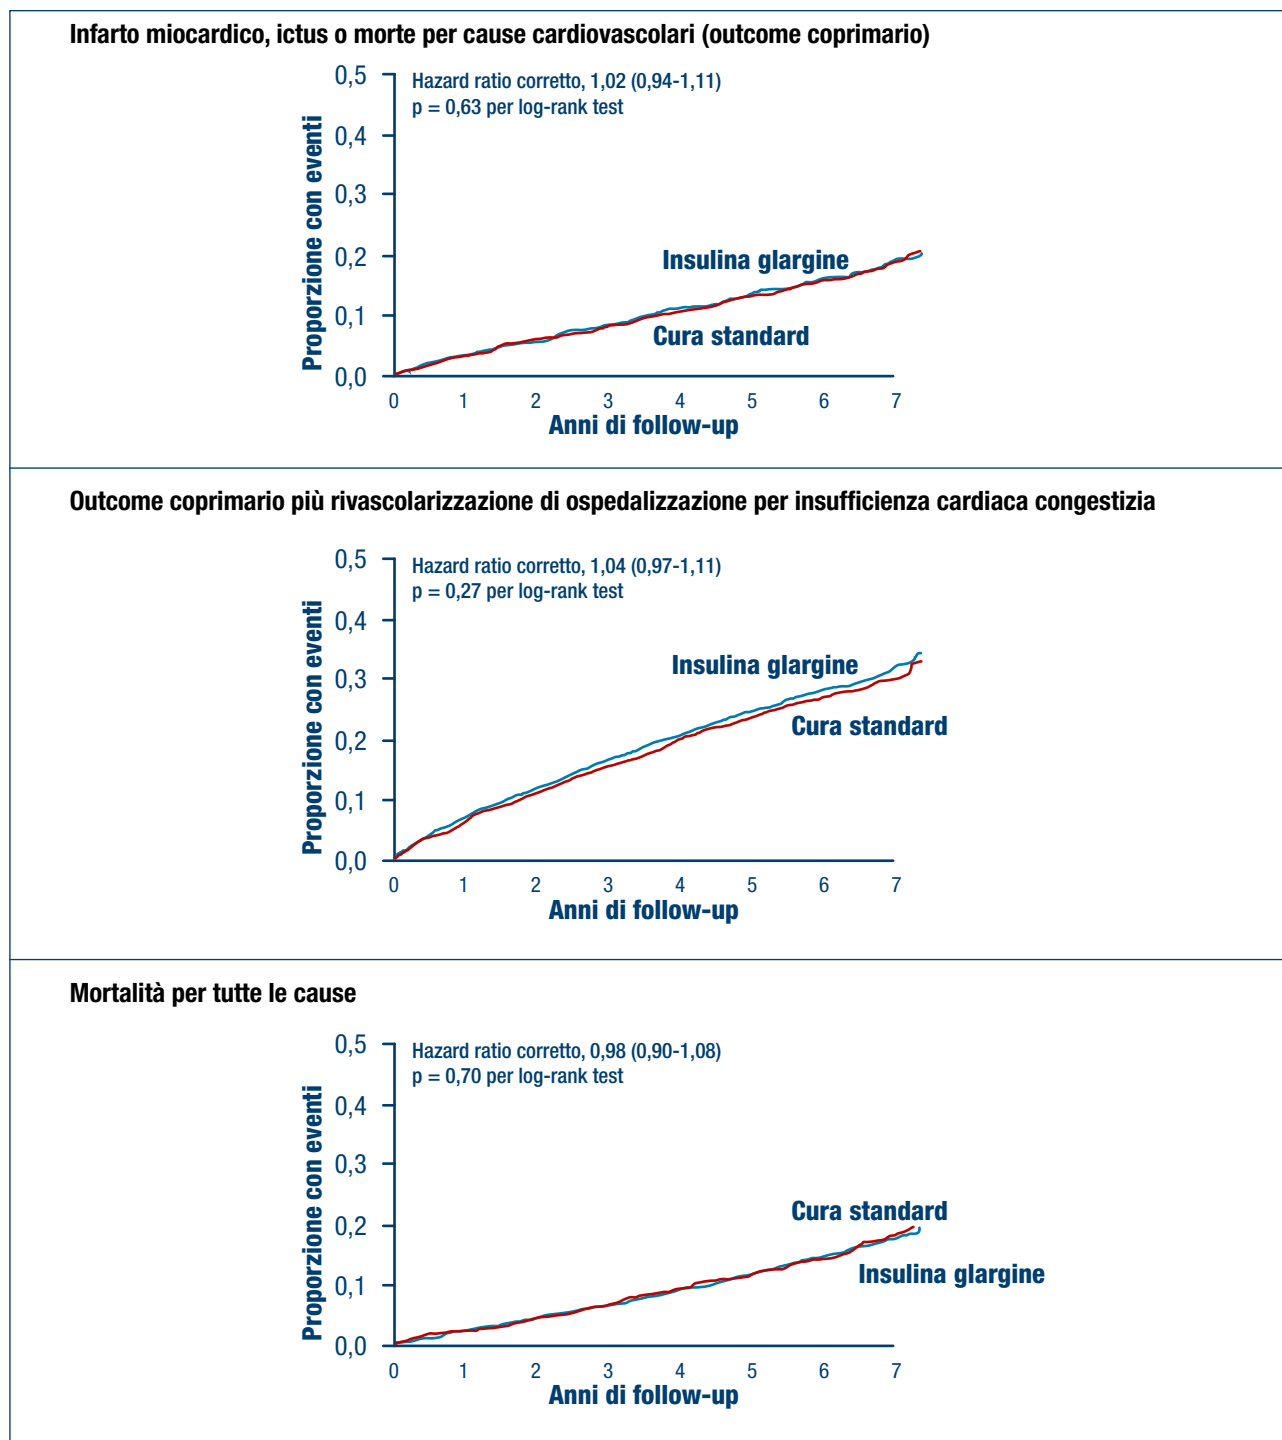 Infarto miocardico, ictus o morte per cause cardiovascolari (outcome coprimario)
Hazard ratio corretto, 1,02 (0,94-1,11)
p = 0,63 per log-rank test
Proporzione con eventi
0,5
0,4
0,3
0,2
0,1
0,0
Insulina glargine
Cura standard
0 1 2 3 4 5 6 7
Anni di follow-up
Outcome coprimario più rivascolarizzazione di ospedalizzazione per insufficienza cardiaca congestizia
Hazard ratio corretto, 1,04 (0,97-1,11)
p = 0,27 per log-rank test
Proporzione con eventi
0,5
0,4
0,3
0,2
0,1
0,0
Insulina glargine
Cura standard
0 1 2 3 4 5 6 7
Anni di follow-up
Mortalità per tutte le cause
Hazard ratio corretto, 0,98 (0,90-1,08)
p = 0,70 per log-rank test
Proporzione con eventi
0,5
0,4
0,3
0,2
0,1
0,0
Cura standard
Insulina glargine
0 1 2 3 4 5 6 7
Anni di follow-up